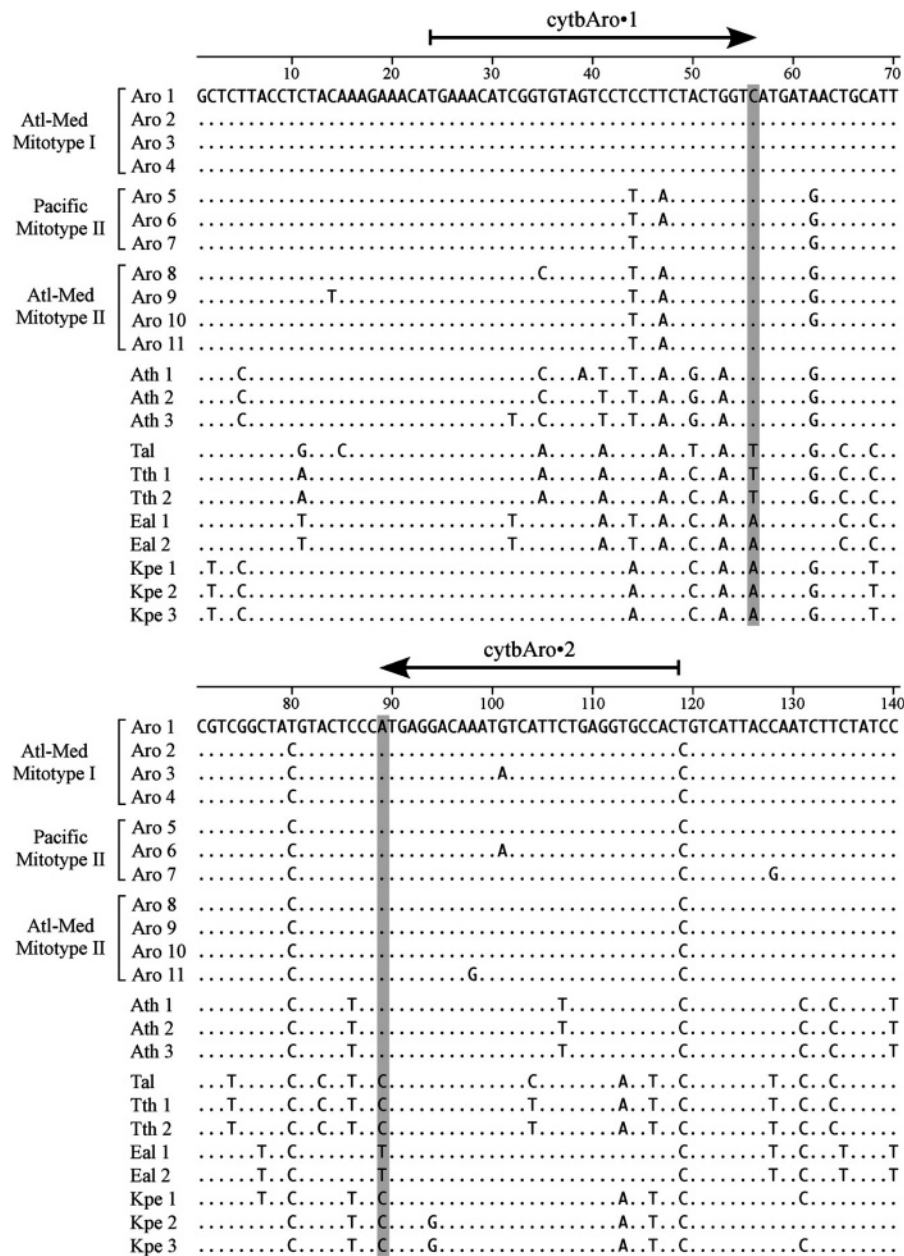 cytbAro•1
10 20 30 40 50 60 70
Atl-Med Mitotype I
Aro 1 GCTCTTACCTCTACAAAGAAACATGAAACATCGGTGTAGTCCTCCTTCTACTGGTCATGATAACTGCATT
Aro 2 ......................................................................
Aro 3 ......................................................................
Aro 4 ......................................................................
Pacific Mitotype II
Aro 5 ...........................................T..A..............G........
Aro 6 ...........................................T..A..............G........
Aro 7 ...........................................T.................G........
Atl-Med Mitotype II
Aro 8 ..................................C........T..A..............G........
Aro 9 .............T.............................T..A..............G........
Aro 10 ...........................................T..A..............G........
Aro 11 ...........................................T..A.......................
Ath 1 ....C.............................C...A.T..T..A..G..A........G........
Ath 2 ....C.............................C.....T..T..A..G..A........G........
Ath 3 ....C..........................T..C.....T..T..A..G..A........G........
Tal ..........G...C...................A.....A.....A..T..A..T.....G..C..C..
Tth 1 ..........A.......................A.....A.....A..C..A..T.....G..C..C..
Tth 2 ..........A.......................A.....A.....A..C..A..T.....G..C..C..
Eal 1 ..........T....................T........A..T..A..C..A..A........C..C..
Eal 2 ..........T....................T........A..T..A..C..A..A........C..C..
Kpe 1 .T..C......................................A.....C..A..A.....G.....T..
Kpe 2 .T..C......................................A.....C..A..A.....G.....T..
Kpe 3 .T..C......................................A.....C..A..A.....G.....T..
cytbAro•2
80 90 100 110 120 130 140
Atl-Med Mitotype I
Aro 1 CGTCGGCTATGTACTCCCATGAGGACAAATGTCATTCTGAGGTGCCACTGTCATTACCAATCTTCTATCC
Aro 2 .........C......................................C.....................
Aro 3 .........C....................A.................C.....................
Aro 4 .........C......................................C.....................
Pacific Mitotype II
Aro 5 .........C......................................C.....................
Aro 6 .........C....................A.................C.....................
Aro 7 .........C......................................C........G............
Atl-Med Mitotype II
Aro 8 .........C......................................C.....................
Aro 9 .........C......................................C.....................
Aro 10 .........C......................................C.....................
Aro 11 .........C.................G....................C.....................
Ath 1 .........C.....T....................T...........C...........C..C.....T
Ath 2 .........C.....T....................T...........C...........C..C.....T
Ath 3 .........C.....T....................T...........C...........C..C.....T
Tal ...T.....C..C..T..C..............C........A..T..C........T..C..C......
Tth 1 ...T.....C..C..T..C..............T........A..T..C........T..C..C......
Tth 2 ...T.....C..C..T..C..............T........A..T..C........T..C..C......
Eal 1 ......T..C........T.............................C........T..C...T....T
Eal 2 ......T..C........T.............................C........T..C...T....T
Kpe 1 ......T..C.....T..C.......................A..T..C...........C.........
Kpe 2 .........C.....T..C....G..................A..T..C.....................
Kpe 3 .........C.....T..C....G..................A..T..C...........C.........